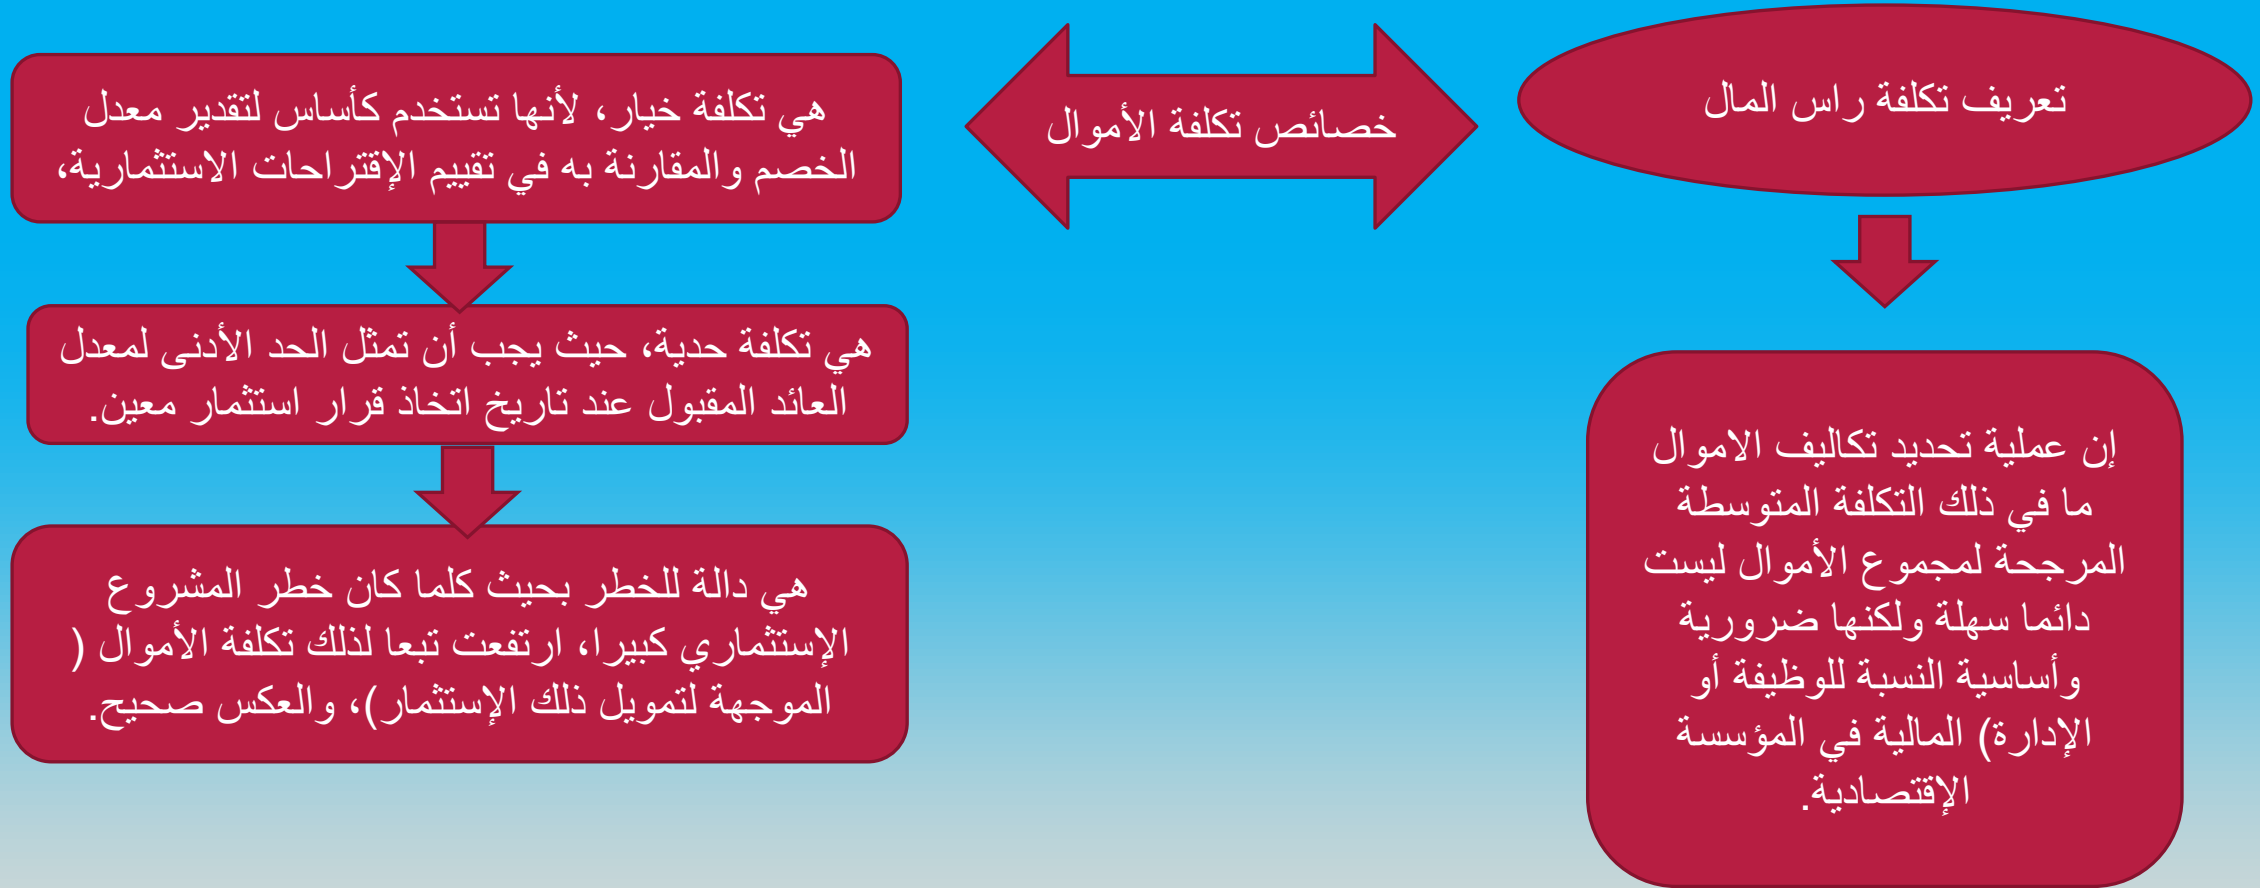 تعريف تكلفة راس المال
إن عملية تحديد تكاليف الاموال
ما في ذلك التكلفة المتوسطة
المرجحة لمجموع الأموال ليست
دائما سهلة ولكنها ضرورية
وأساسية النسبة للوظيفة أو
الإدارة) المالية في المؤسسة
الإقتصادية.
خصائص تكلفة الأموال
هي تكلفة خيار، لأنها تستخدم كأساس لتقدير معدل
الخصم والمقارنة به في تقييم الإقتراحات الاستثمارية،
هي تكلفة حدية، حيث يجب أن تمثل الحد الأدنى لمعدل
العائد المقبول عند تاريخ اتخاذ قرار استثمار معين.
هي دالة للخطر بحيث كلما كان خطر المشروع
الإستثماري كبيرا، ارتفعت تبعا لذلك تكلفة الأموال (
الموجهة لتمويل ذلك الإستثمار)، والعكس صحيح.